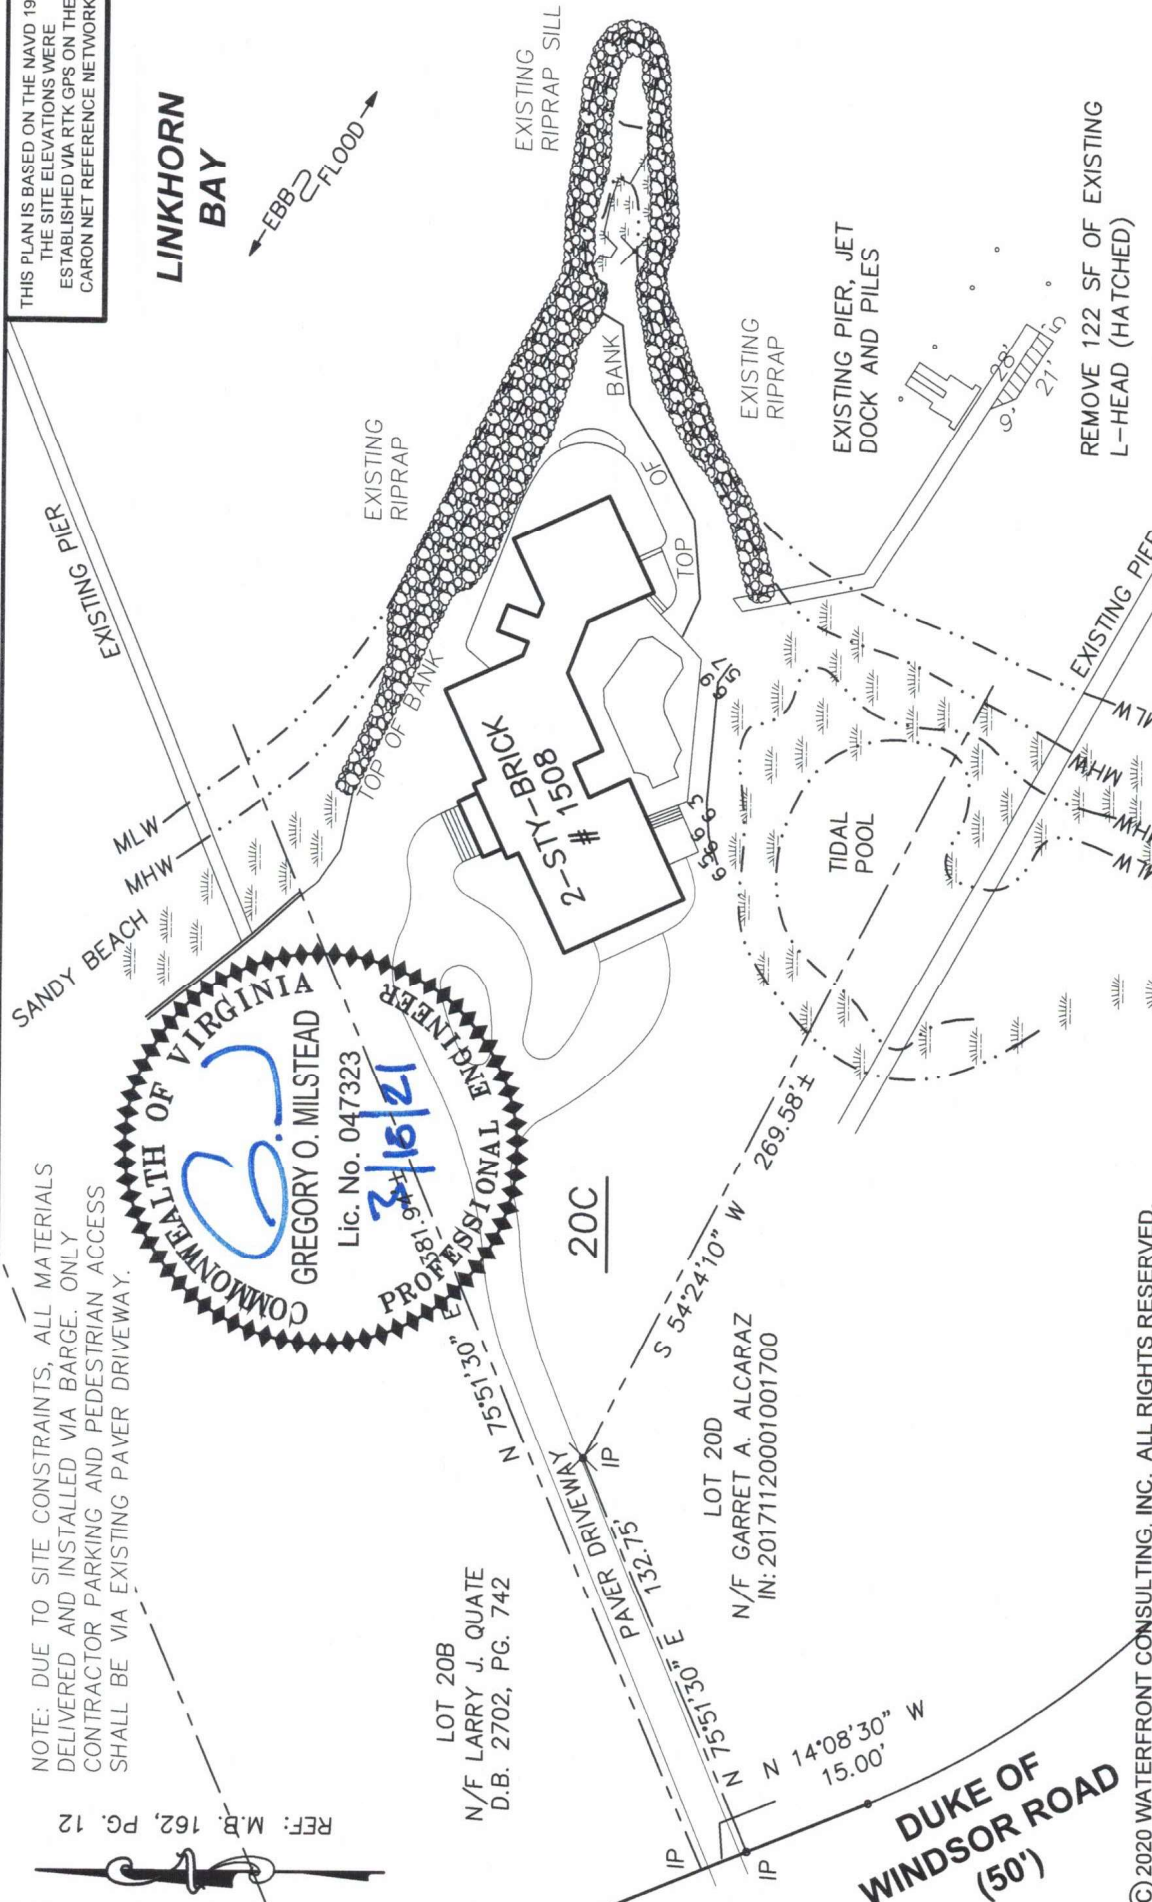 THIS PLAN IS BASED ON THE NAVD 19
THE SITE ELEVATIONS WERE
ESTABLISHED VIA RTK GPS ON THE
CARON NET REFERENCE NETWORK
NOTE: DUE TO SITE CONSTRAINTS, ALL MATERIALS
DELIVERED AND INSTALLED VIA BARGE. ONLY
CONTRACTOR PARKING AND PEDESTRIAN ACCESS
SHALL BE VIA EXISTING PAVER DRIVEWAY.
REF: M.B. 162, PG. 12
LINKHORN
BAY
EBB
FLOOD
EXISTING PIER
SANDY BEACH
MHW
MLW
EXISTING
RIPRAP
EXISTING
RIPRAP SILL
COMMONWEALTH OF VIRGINIA
GREGORY O. MILSTEAD
Lic. No. 047323
3/15/21
PROFESSIONAL ENGINEER
TOP OF BANK
2-STY-BRICK
# 1508
TOP OF BANK
EXISTING
RIPRAP
LOT 20B
N/F LARRY J. QUATE
D.B. 2702, PG. 742
N 75°51'30" E
381.94'±
20C
PAVER DRIVEWAY
IP
132.75'
N 75°51'30" E
IP
IP
N 14°08'30" W
15.00'
LOT 20D
N/F GARRET A. ALCARAZ
IN: 20171120001001700
S 54°24'10" W
269.58'±
TIDAL
POOL
EXISTING PIER, JET
DOCK AND PILES
28'
9'
21'
5'
REMOVE 122 SF OF EXISTING
L-HEAD (HATCHED)
EXISTING PIER
MLW
MHW
MHW
MLW
DUKE OF
WINDSOR ROAD
(50')
© 2020 WATERFRONT CONSULTING, INC. ALL RIGHTS RESERVED.